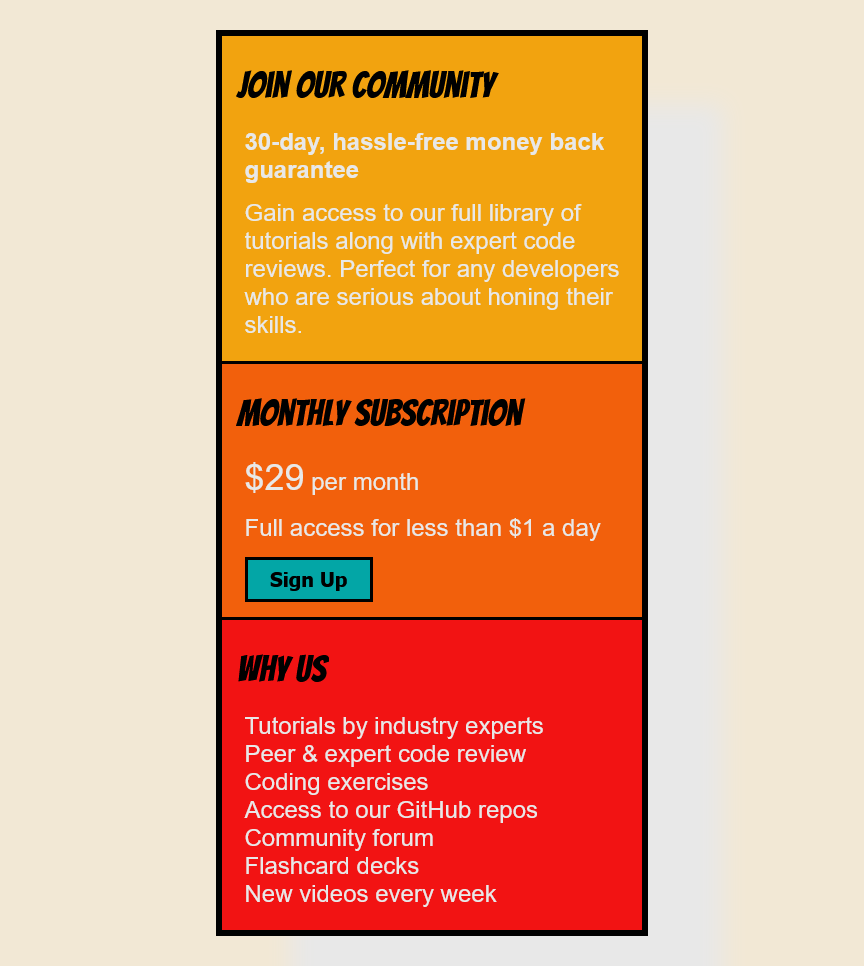 JOIN OUR COMMUNITY
30-day, hassle-free money back
guarantee
Gain access to our full library of
tutorials along with expert code
reviews. Perfect for any developers
who are serious about honing their
skills.
MONTHLY SUBSCRIPTION
$29 per month
Full access for less than $1 a day
Sign Up
WHY US
Tutorials by industry experts
Peer & expert code review
Coding exercises
Access to our GitHub repos
Community forum
Flashcard decks
New videos every week